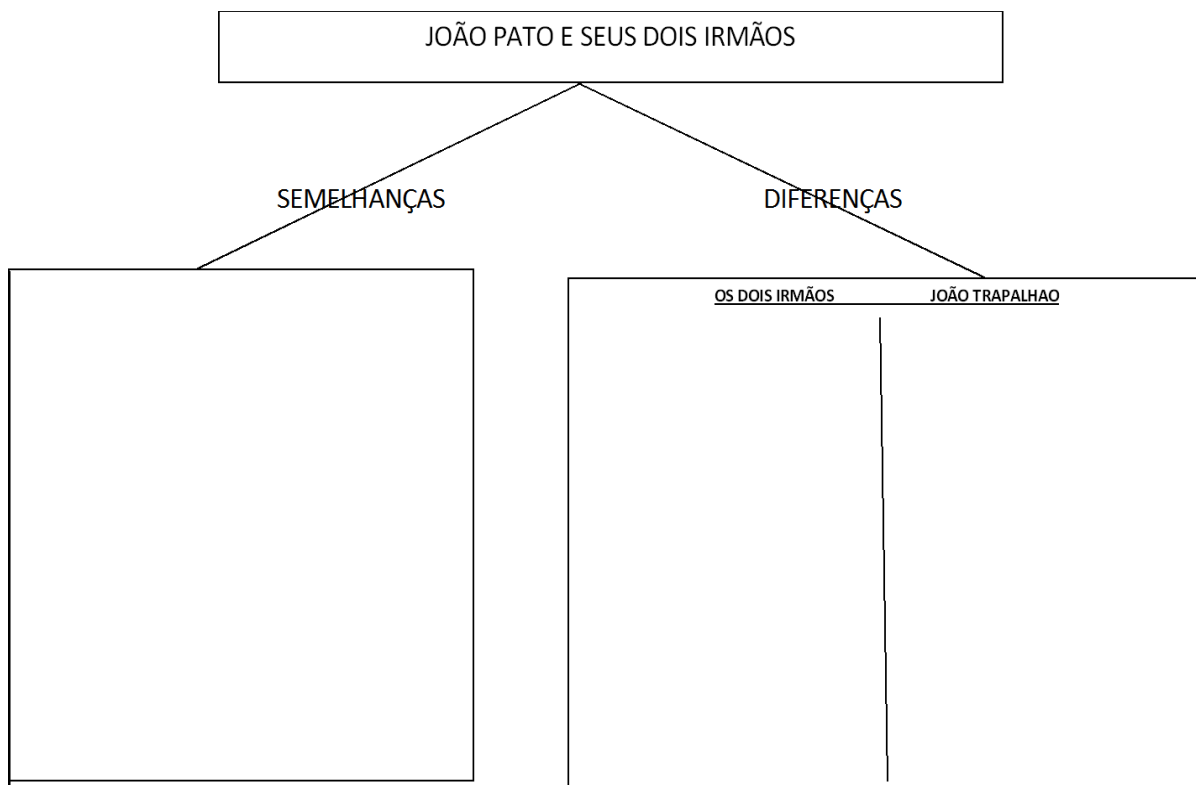 JOÃO PATO E SEUS DOIS IRMÃOS
SEMELHANÇAS
DIFERENÇAS
OS DOIS IRMÃOS JOÃO TRAPALHAO